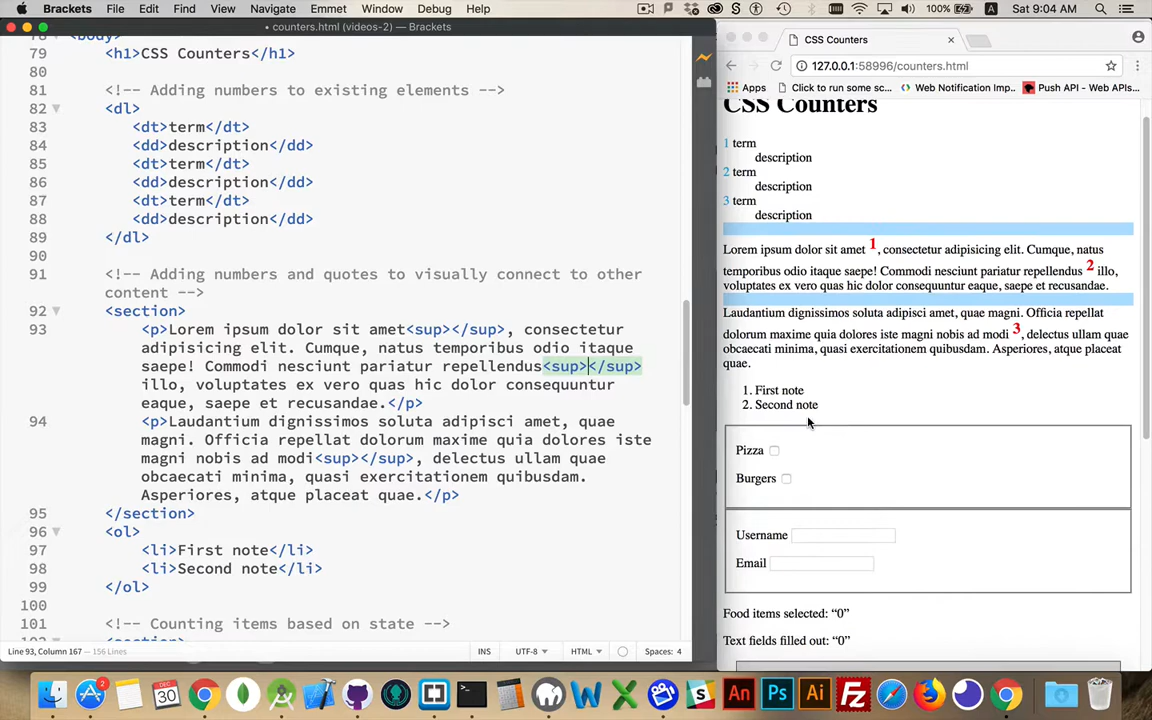 Brackets File Edit Find View Navigate Emmet Window Debug Help 100% Sat 9:04 AM
counters.html (videos-2) — Brackets
78 <body>
79 <h1>CSS Counters</h1>
80
81 <!-- Adding numbers to existing elements -->
82 <dl>
83 <dt>term</dt>
84 <dd>description</dd>
85 <dt>term</dt>
86 <dd>description</dd>
87 <dt>term</dt>
88 <dd>description</dd>
89 </dl>
90
91 <!-- Adding numbers and quotes to visually connect to other
content -->
92 <section>
93 <p>Lorem ipsum dolor sit amet<sup></sup>, consectetur
adipisicing elit. Cumque, natus temporibus odio itaque
saepe! Commodi nesciunt pariatur repellendus<sup></sup>
illo, voluptates ex vero quas hic dolor consequuntur
eaque, saepe et recusandae.</p>
94 <p>Laudantium dignissimos soluta adipisci amet, quae
magni. Officia repellat dolorum maxime quia dolores iste
magni nobis ad modi<sup></sup>, delectus ullam quae
obcaecati minima, quasi exercitationem quibusdam.
Asperiores, atque placeat quae.</p>
95 </section>
96 <ol>
97 <li>First note</li>
98 <li>Second note</li>
99 </ol>
100
101 <!-- Counting items based on state -->
102 <section>
Line 93, Column 167 — 156 Lines INS UTF-8 HTML Spaces: 4
CSS Counters
127.0.0.1:58996/counters.html
Apps Click to run some sc... Web Notification Imp... Push API - Web APIs...
CSS Counters
1 term
description
2 term
description
3 term
description
Lorem ipsum dolor sit amet 1, consectetur adipisicing elit. Cumque, natus
temporibus odio itaque saepe! Commodi nesciunt pariatur repellendus 2 illo,
voluptates ex vero quas hic dolor consequuntur eaque, saepe et recusandae.
Laudantium dignissimos soluta adipisci amet, quae magni. Officia repellat
dolorum maxime quia dolores iste magni nobis ad modi 3, delectus ullam quae
obcaecati minima, quasi exercitationem quibusdam. Asperiores, atque placeat
quae.
1. First note
2. Second note
Pizza
Burgers
Username
Email
Food items selected: “0”
Text fields filled out: “0”
2
DEC
30
An
Ps
Ai
Fz